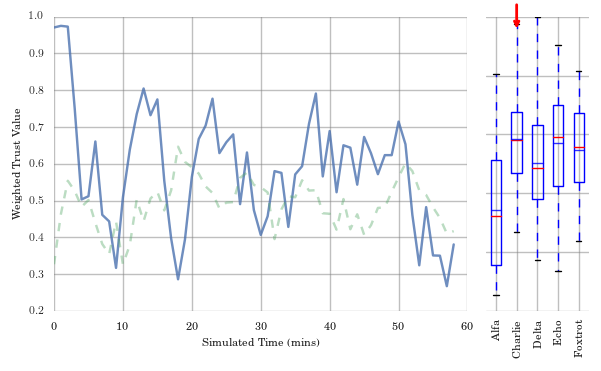 1.0
0.9
0.8
0.7
0.6
0.5
0.4
0.3
0.2
Weighted Trust Value
0 10 20 30 40 50 60
Simulated Time (mins)
Alfa
Charlie
Delta
Echo
Foxtrot